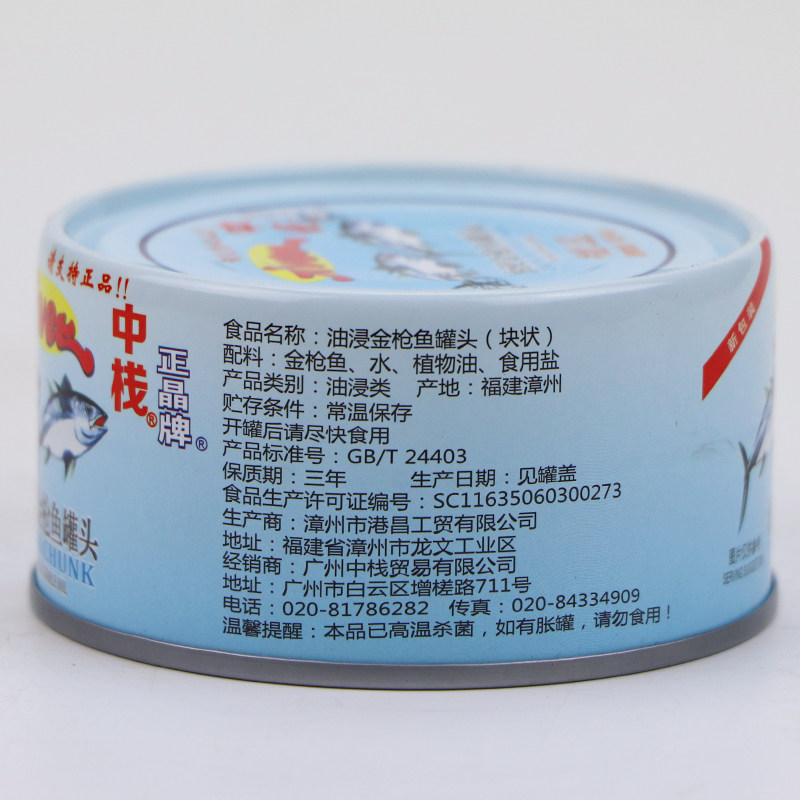 请支持正品!!
中栈®
正晶牌®
枪鱼罐头
CHUNK
食品名称：油浸金枪鱼罐头（块状）
配料：金枪鱼、水、植物油、食用盐
产品类别：油浸类 产地：福建漳州
贮存条件：常温保存
开罐后请尽快食用
产品标准号：GB/T 24403
保质期：三年 生产日期：见罐盖
食品生产许可证编号：SC11635060300273
生产商：漳州市港昌工贸有限公司
地址：福建省漳州市龙文工业区
经销商：广州中栈贸易有限公司
地址：广州市白云区增槎路711号
电话：020-81786282 传真：020-84334909
温馨提醒：本品已高温杀菌，如有胀罐，请勿食用！
新包装